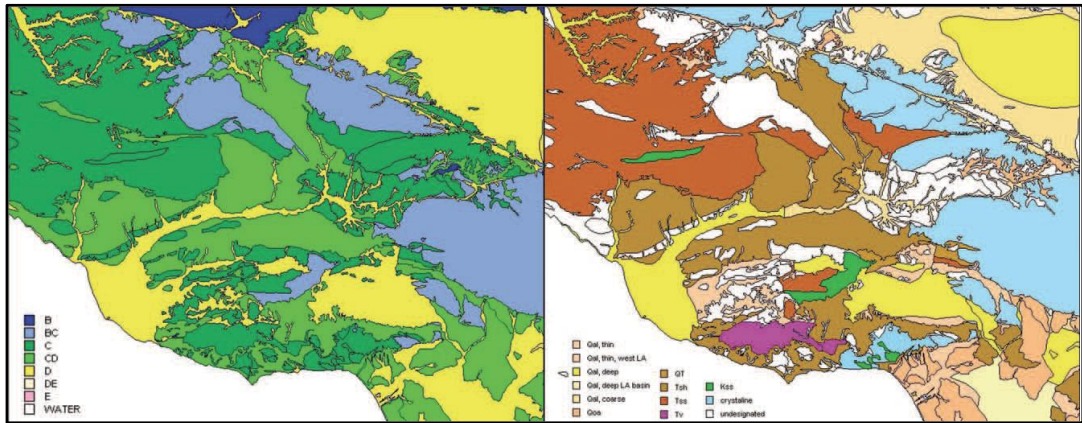 B
BC
C
CD
D
DE
E
WATER
Qal, thin
Qal, thin, west LA
Qal, deep
Qal, deep LA basin
Qal, coarse
Qoa
QT
Tsh
Tss
Tv
Kss
crystaline
undesignated